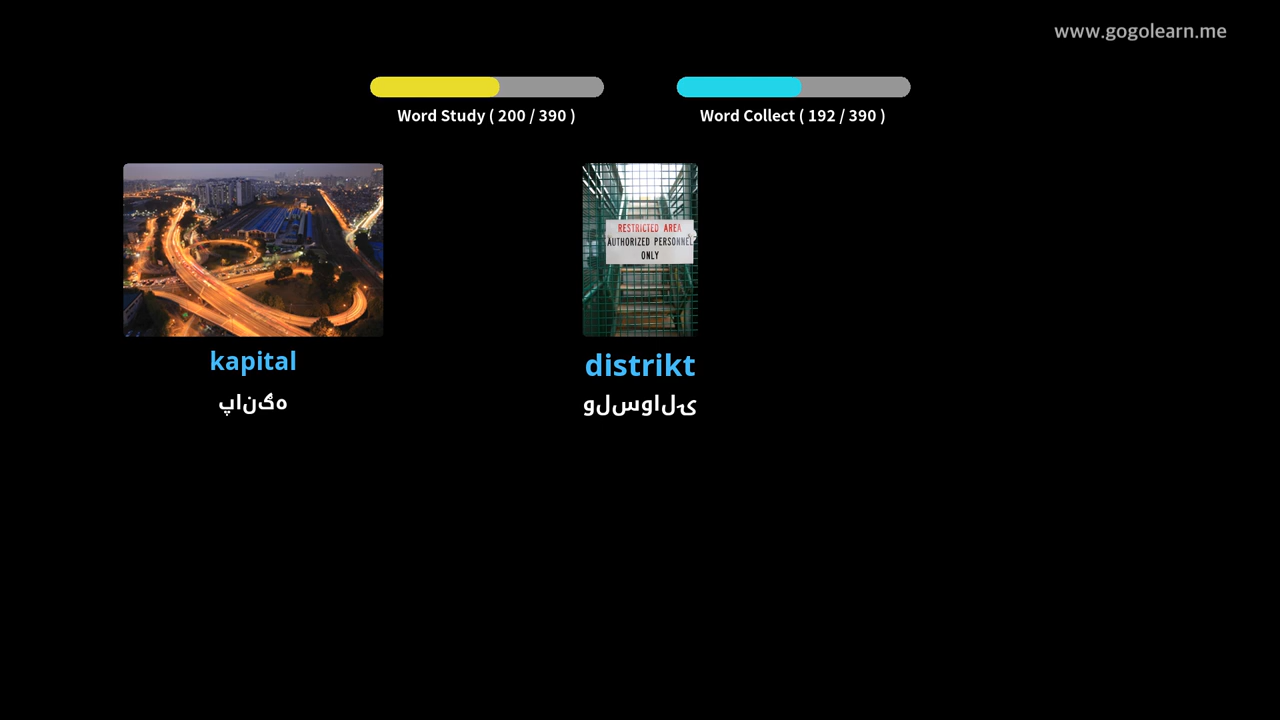 www.gogolearn.me
Word Study ( 200 / 390 )
Word Collect ( 192 / 390 )
RESTRICTED AREA
AUTHORIZED PERSONNEL
ONLY
kapital
پانگه
distrikt
ولسوالی